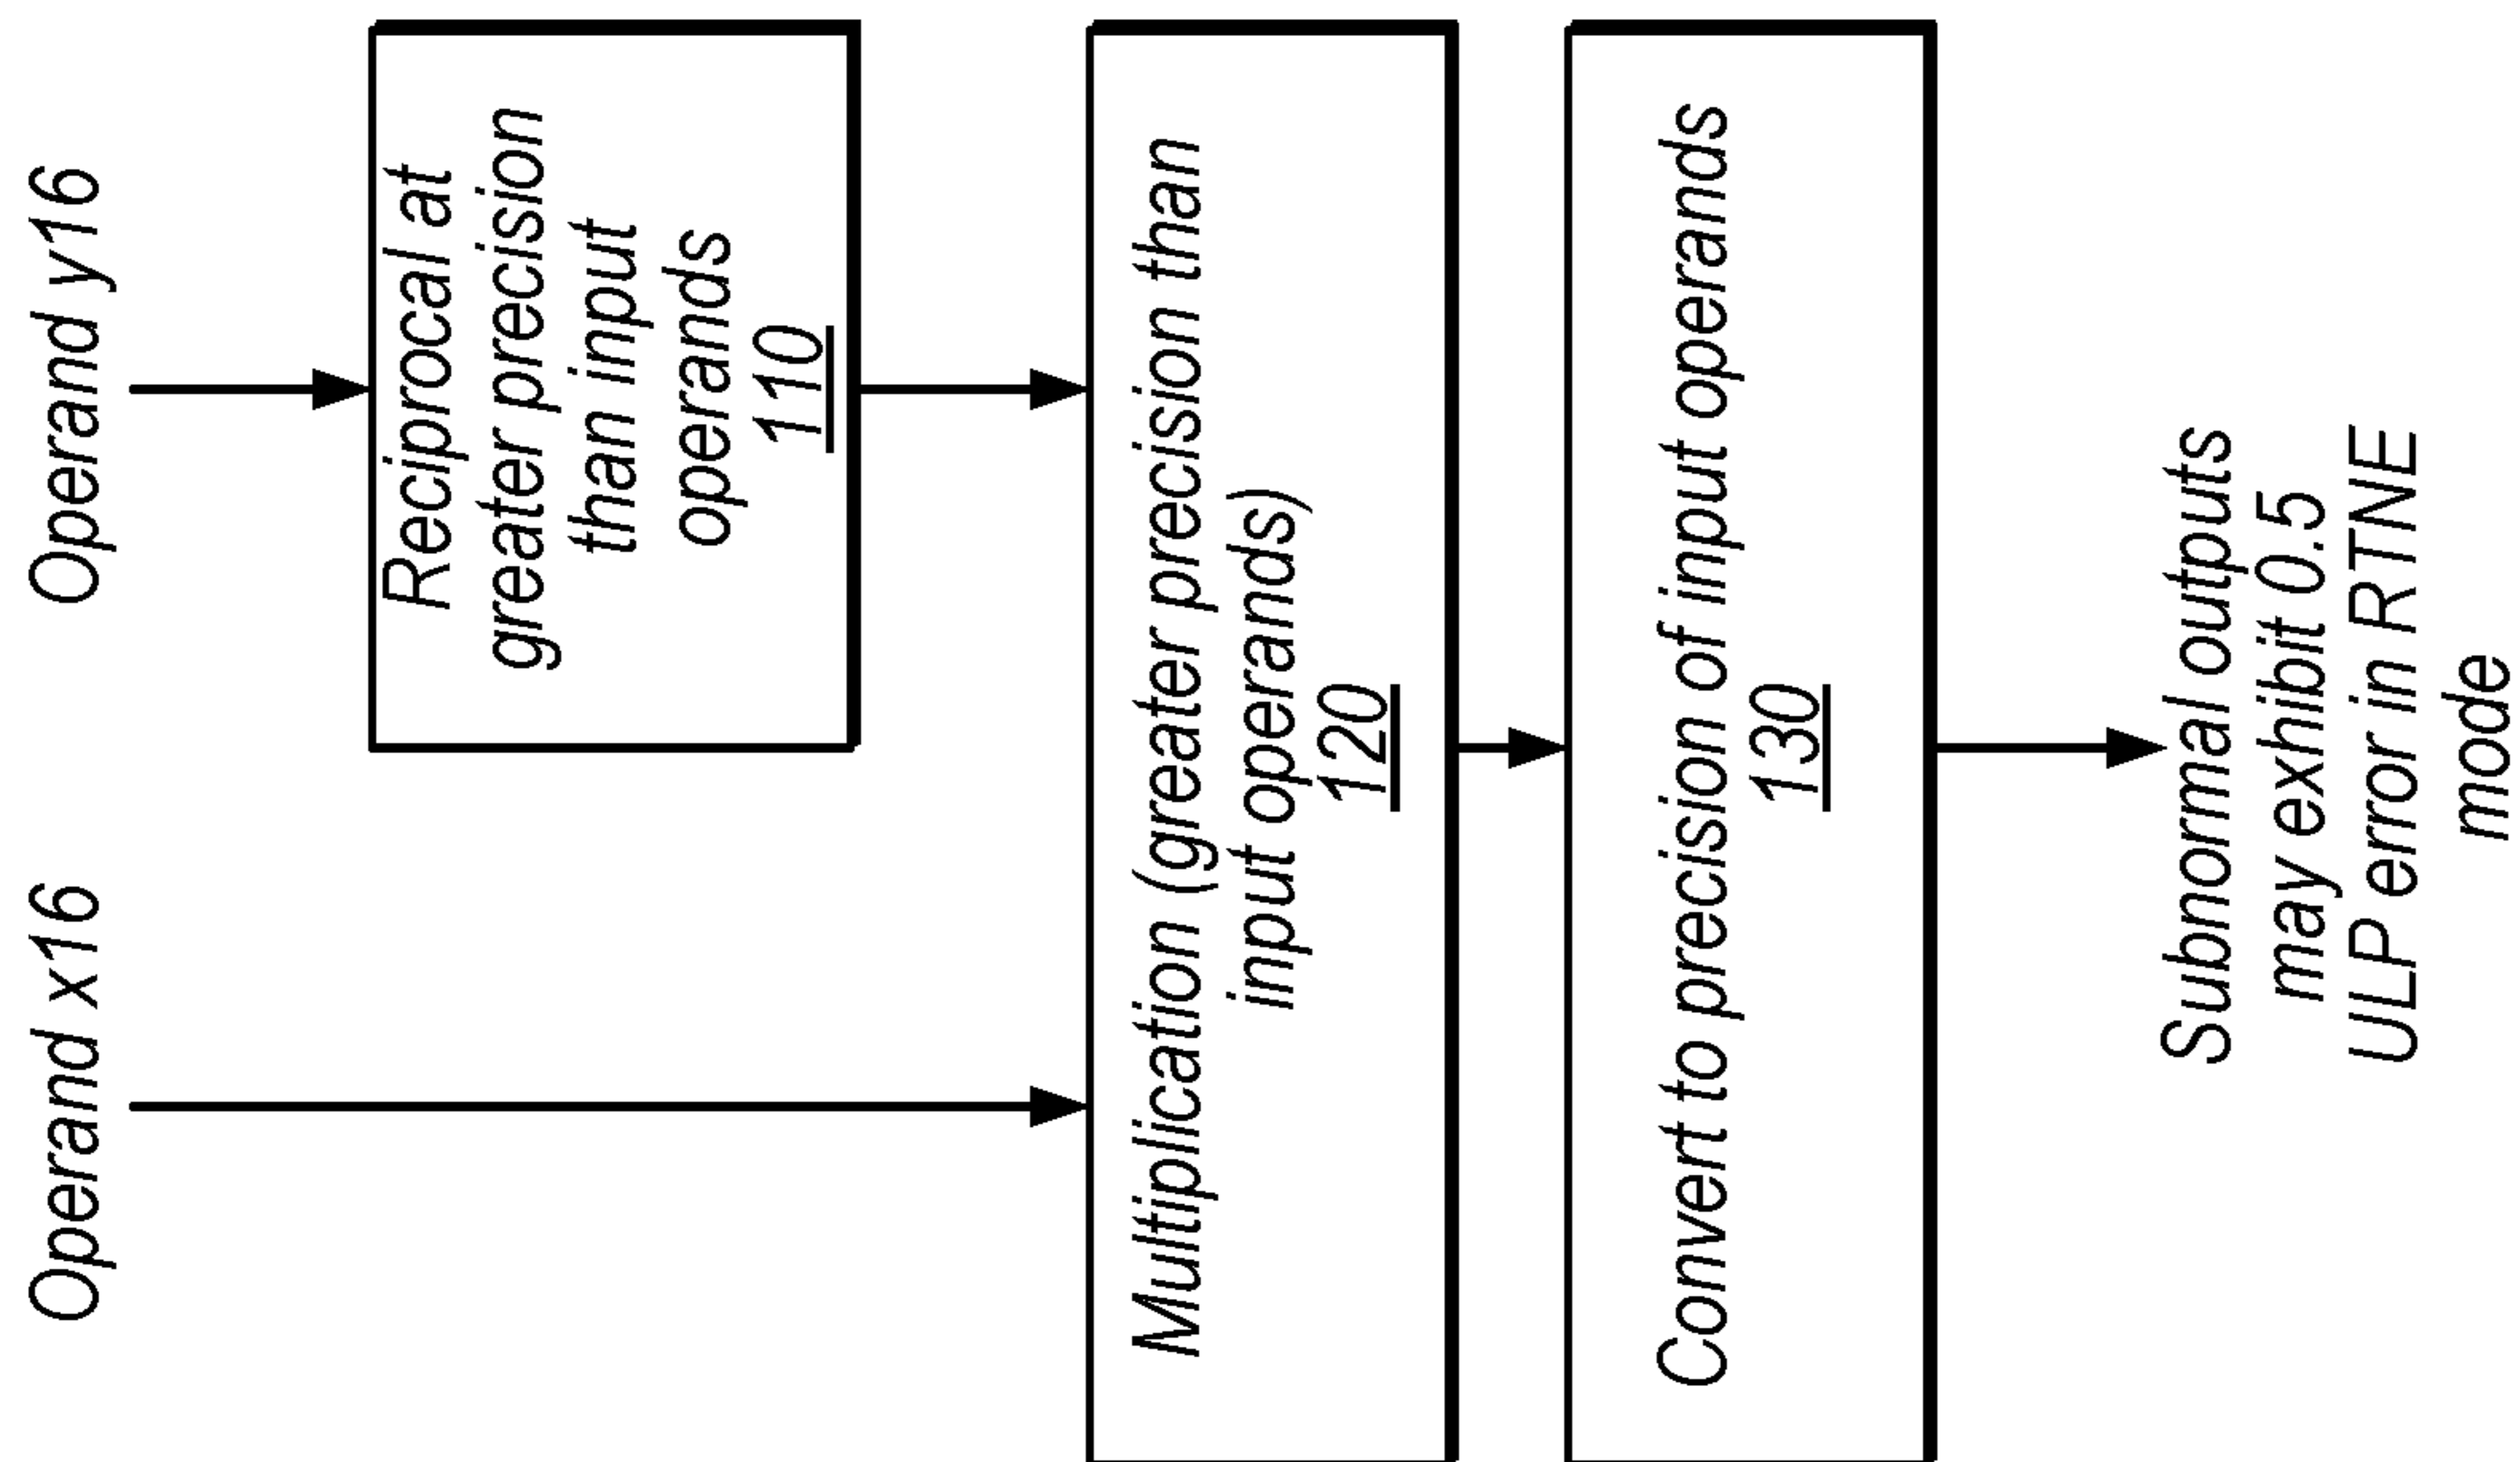 Operand x16
Operand y16
Reciprocal at
greater precision
than input
operands
110
Multiplication (greater precision than
input operands)
120
Convert to precision of input operands
130
Subnormal outputs
may exhibit 0.5
ULP error in RTNE
mode